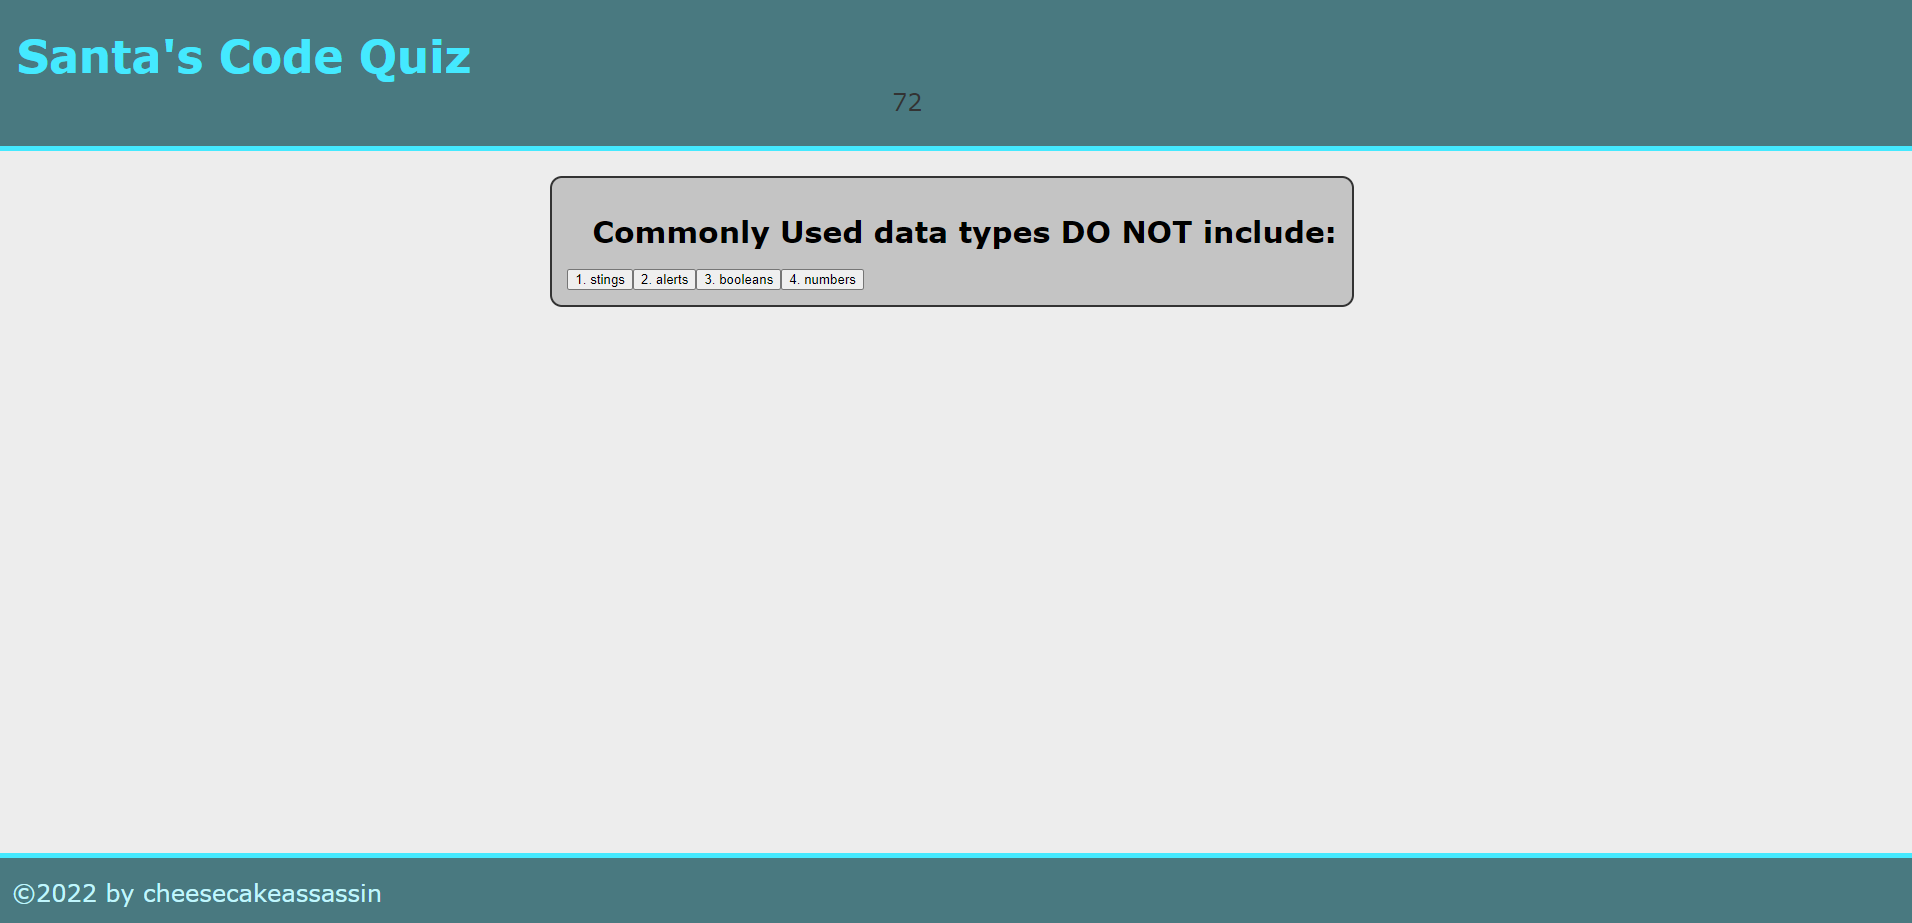 Santa's Code Quiz
72
Commonly Used data types DO NOT include:
1. stings 2. alerts 3. booleans 4. numbers
©2022 by cheesecakeassassin